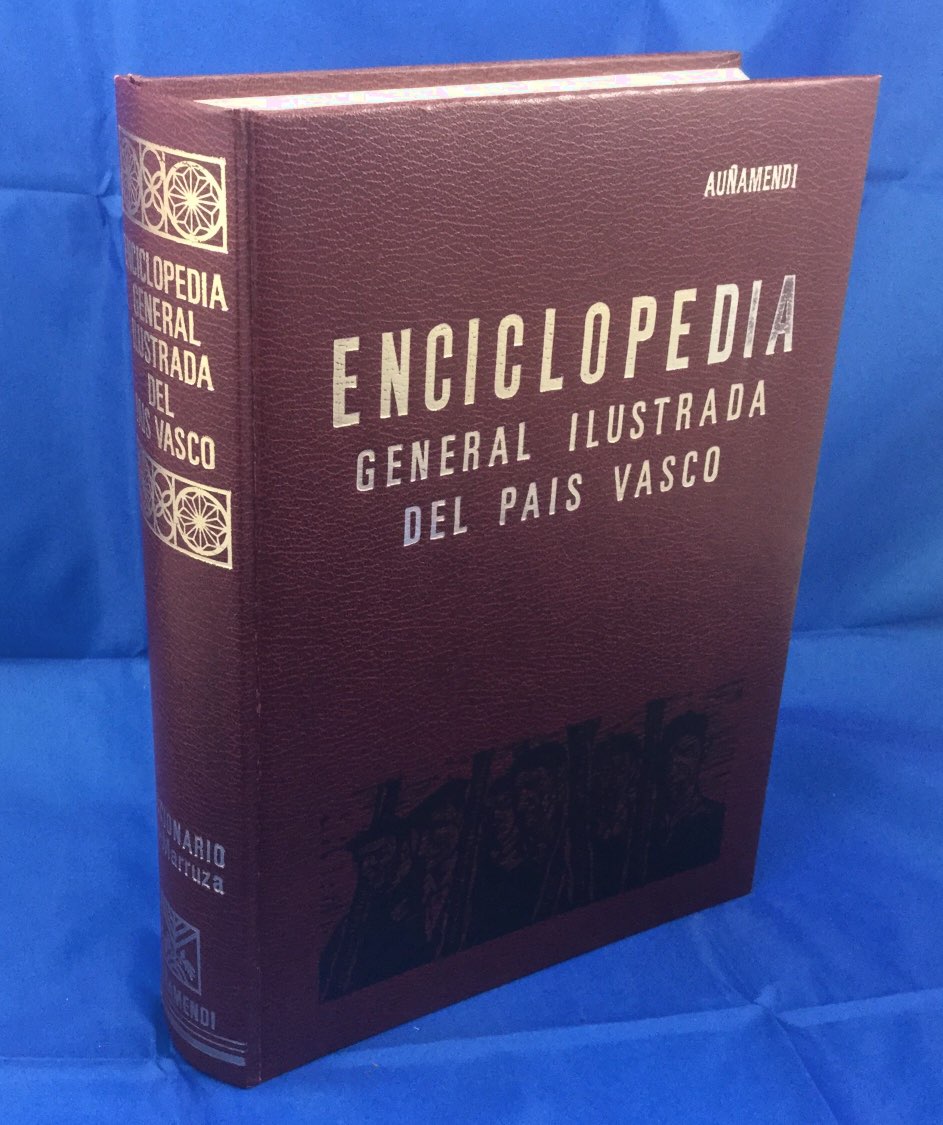 AUÑAMENDI
ENCICLOPEDIA
GENERAL ILUSTRADA
DEL PAIS VASCO
ENCICLOPEDIA
GENERAL
ILUSTRADA
DEL
PAIS VASCO